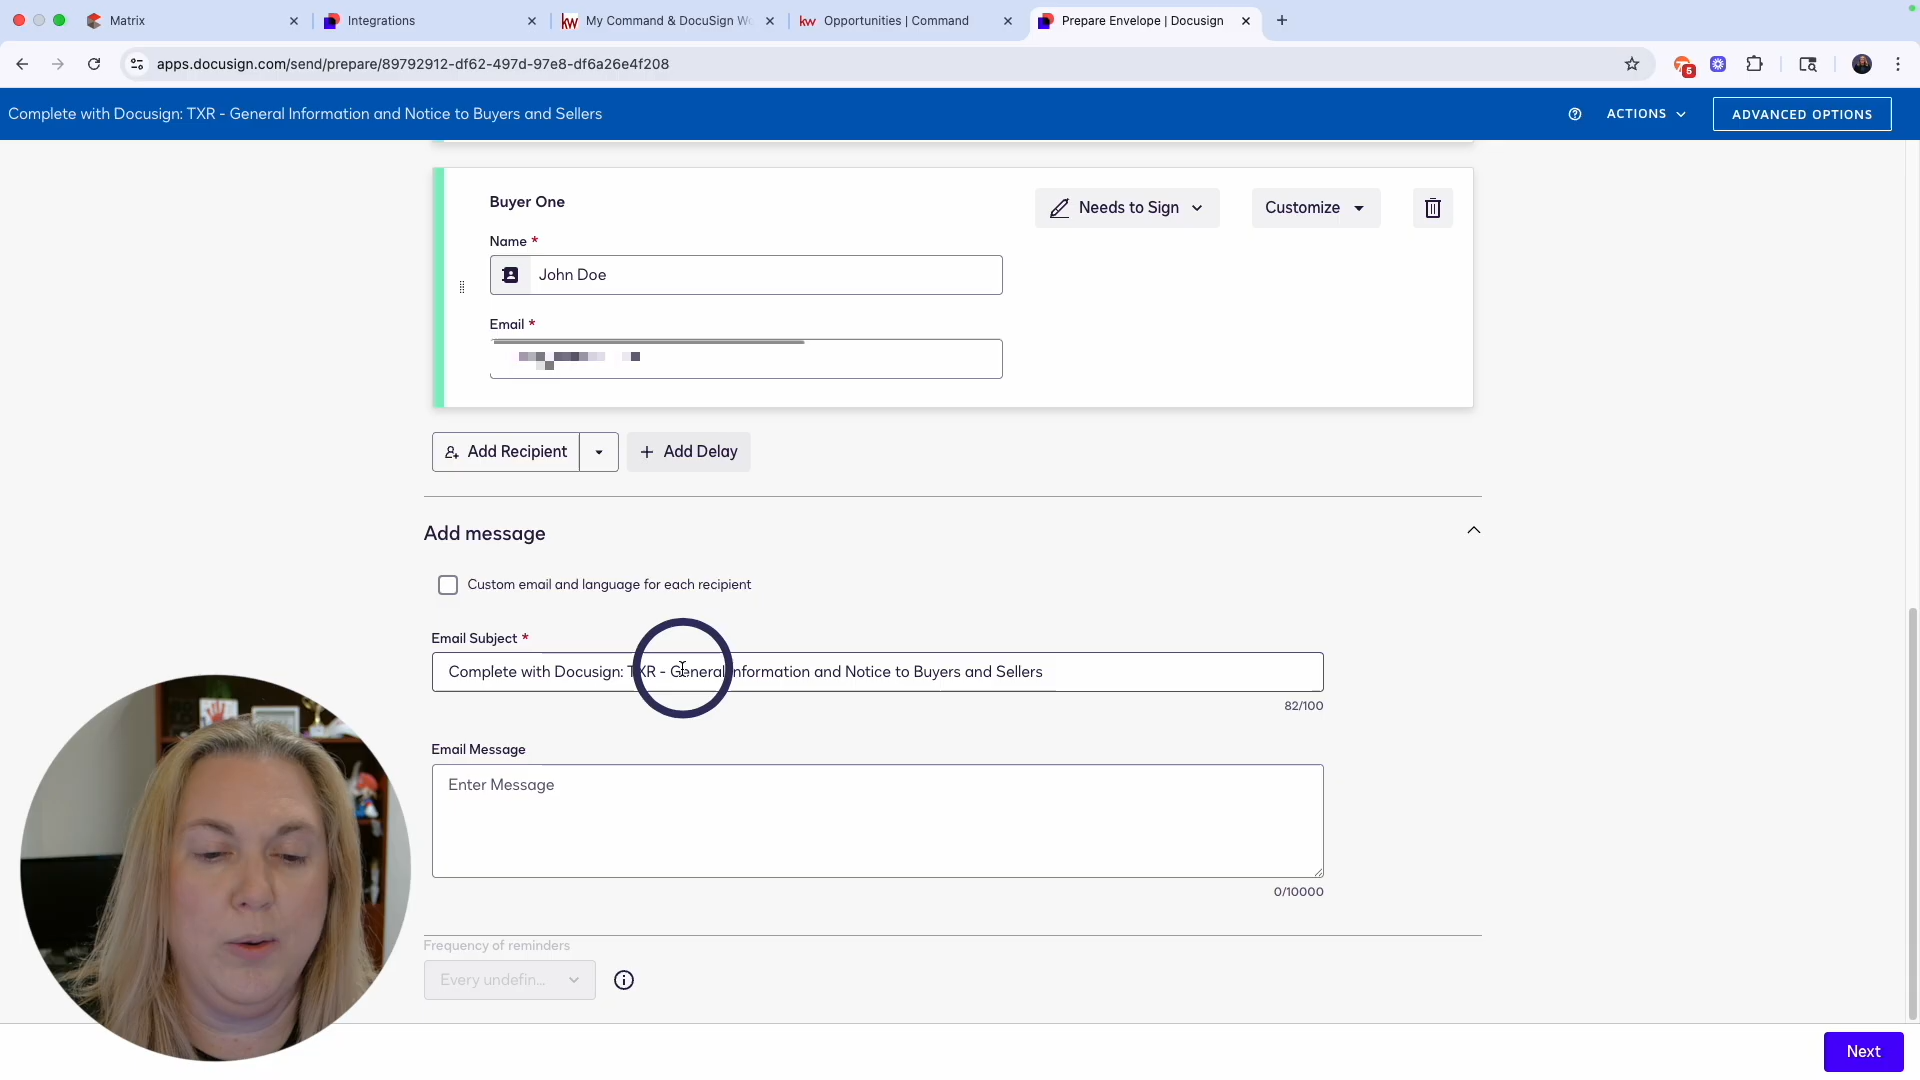 Matrix
Integrations
My Command & DocuSign Wo
Opportunities | Command
Prepare Envelope | Docusign
apps.docusign.com/send/prepare/89792912-df62-497d-97e8-df6a26e4f208
5
Complete with Docusign: TXR - General Information and Notice to Buyers and Sellers
ACTIONS
ADVANCED OPTIONS
Buyer One
Needs to Sign
Customize
Name *
John Doe
Email *
Add Recipient
Add Delay
Add message
Custom email and language for each recipient
Email Subject *
Complete with Docusign: TXR - General Information and Notice to Buyers and Sellers
82/100
Email Message
Enter Message
0/10000
Frequency of reminders
Every undefin...
Next